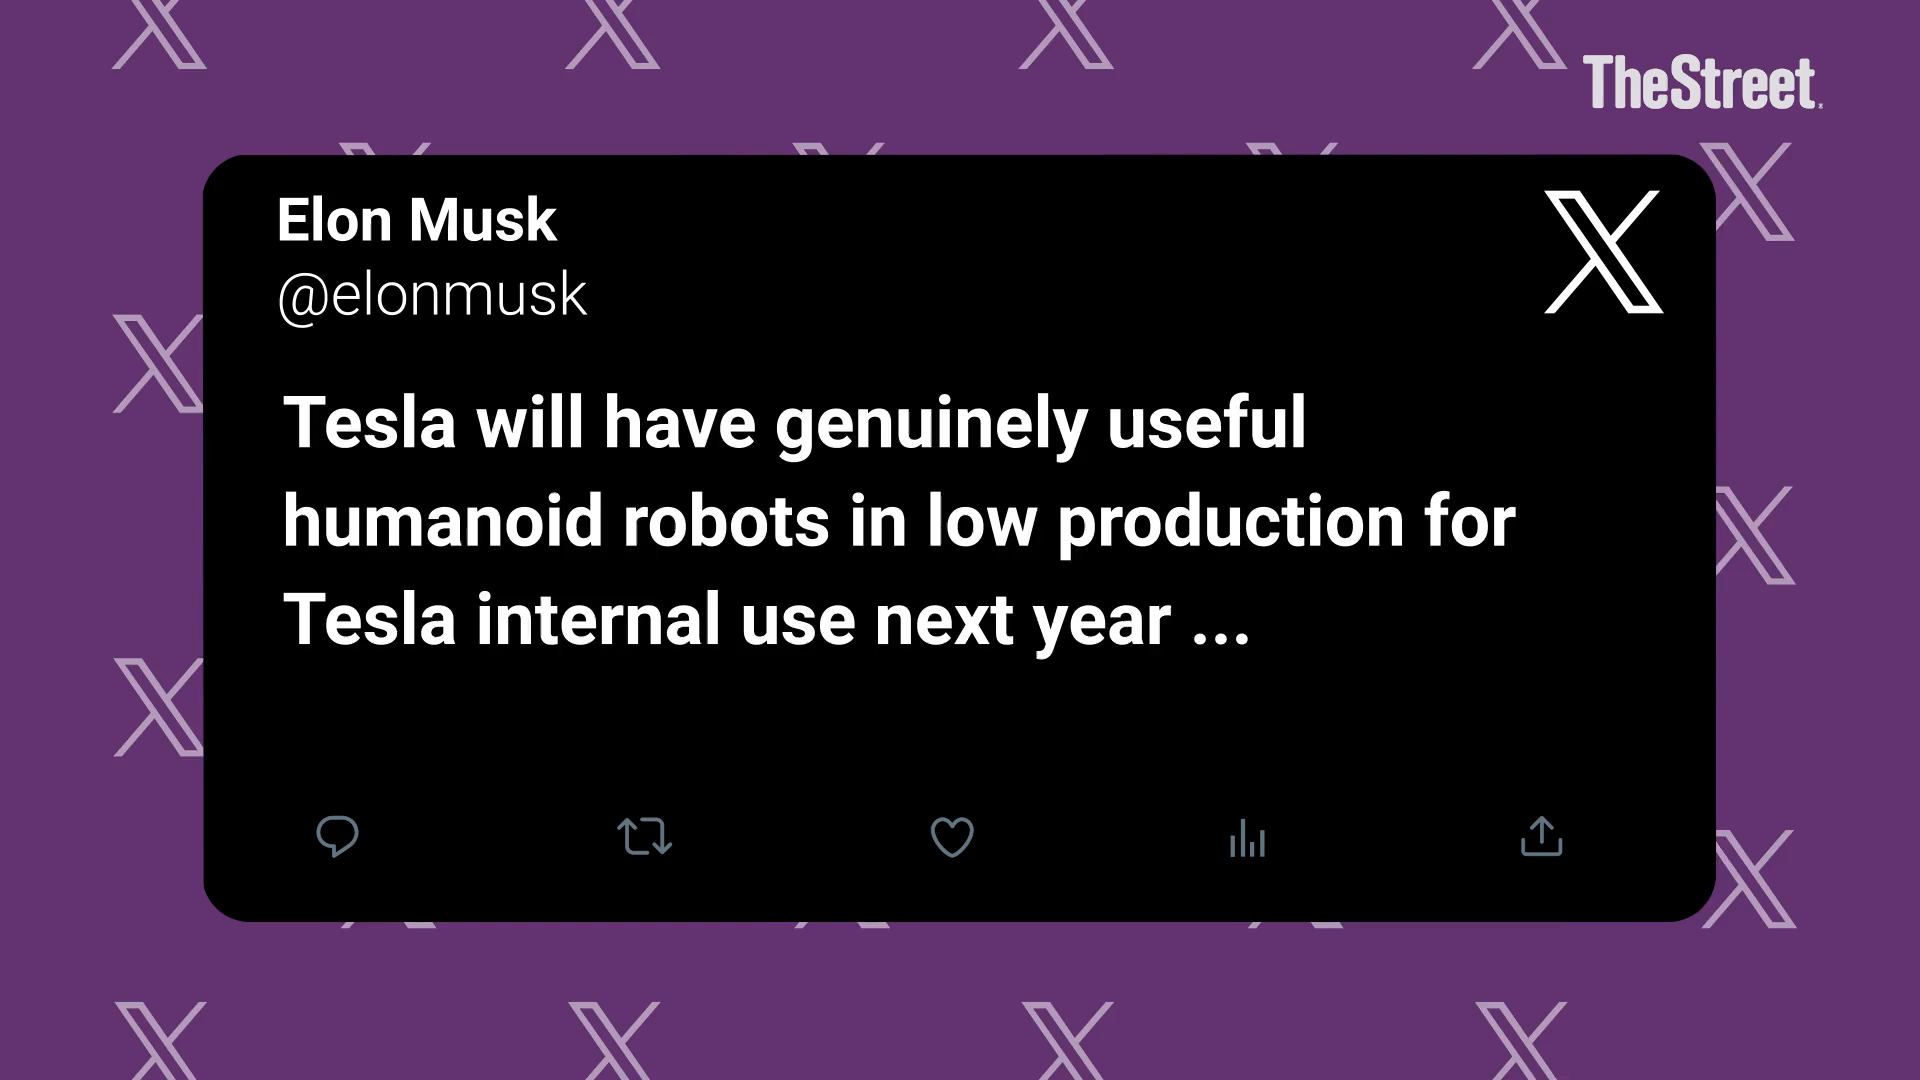 TheStreet
Elon Musk
@elonmusk
Tesla will have genuinely useful
humanoid robots in low production for
Tesla internal use next year ...